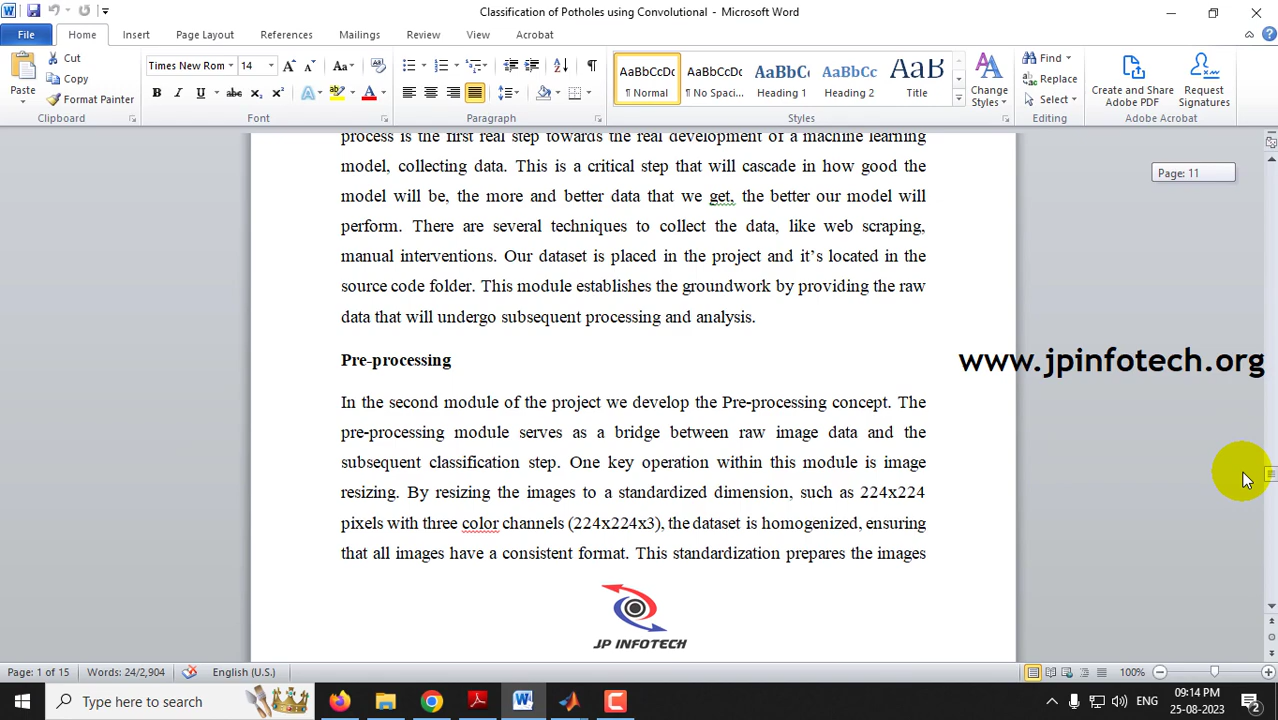 Classification of Potholes using Convolutional - Microsoft Word
File Home Insert Page Layout References Mailings Review View Acrobat
Paste
Cut
Copy
Format Painter
Clipboard
Times New Rom 14
Font
Paragraph
AaBbCcDc
¶ Normal
AaBbCcDc
¶ No Spaci...
AaBbC
Heading 1
AaBbCc
Heading 2
AaB
Title
Change
Styles
Styles
Find
Replace
Select
Editing
Create and Share
Adobe PDF
Request
Signatures
Adobe Acrobat
process is the first real step towards the real development of a machine learning
model, collecting data. This is a critical step that will cascade in how good the
model will be, the more and better data that we get, the better our model will
perform. There are several techniques to collect the data, like web scraping,
manual interventions. Our dataset is placed in the project and it’s located in the
source code folder. This module establishes the groundwork by providing the raw
data that will undergo subsequent processing and analysis.
Page: 11
Pre-processing
www.jpinfotech.org
In the second module of the project we develop the Pre-processing concept. The
pre-processing module serves as a bridge between raw image data and the
subsequent classification step. One key operation within this module is image
resizing. By resizing the images to a standardized dimension, such as 224x224
pixels with three color channels (224x224x3), the dataset is homogenized, ensuring
that all images have a consistent format. This standardization prepares the images
JP INFOTECH
Page: 1 of 15 Words: 24/2,904 English (U.S.) 100%
Type here to search
ENG
09:14 PM
25-08-2023
2